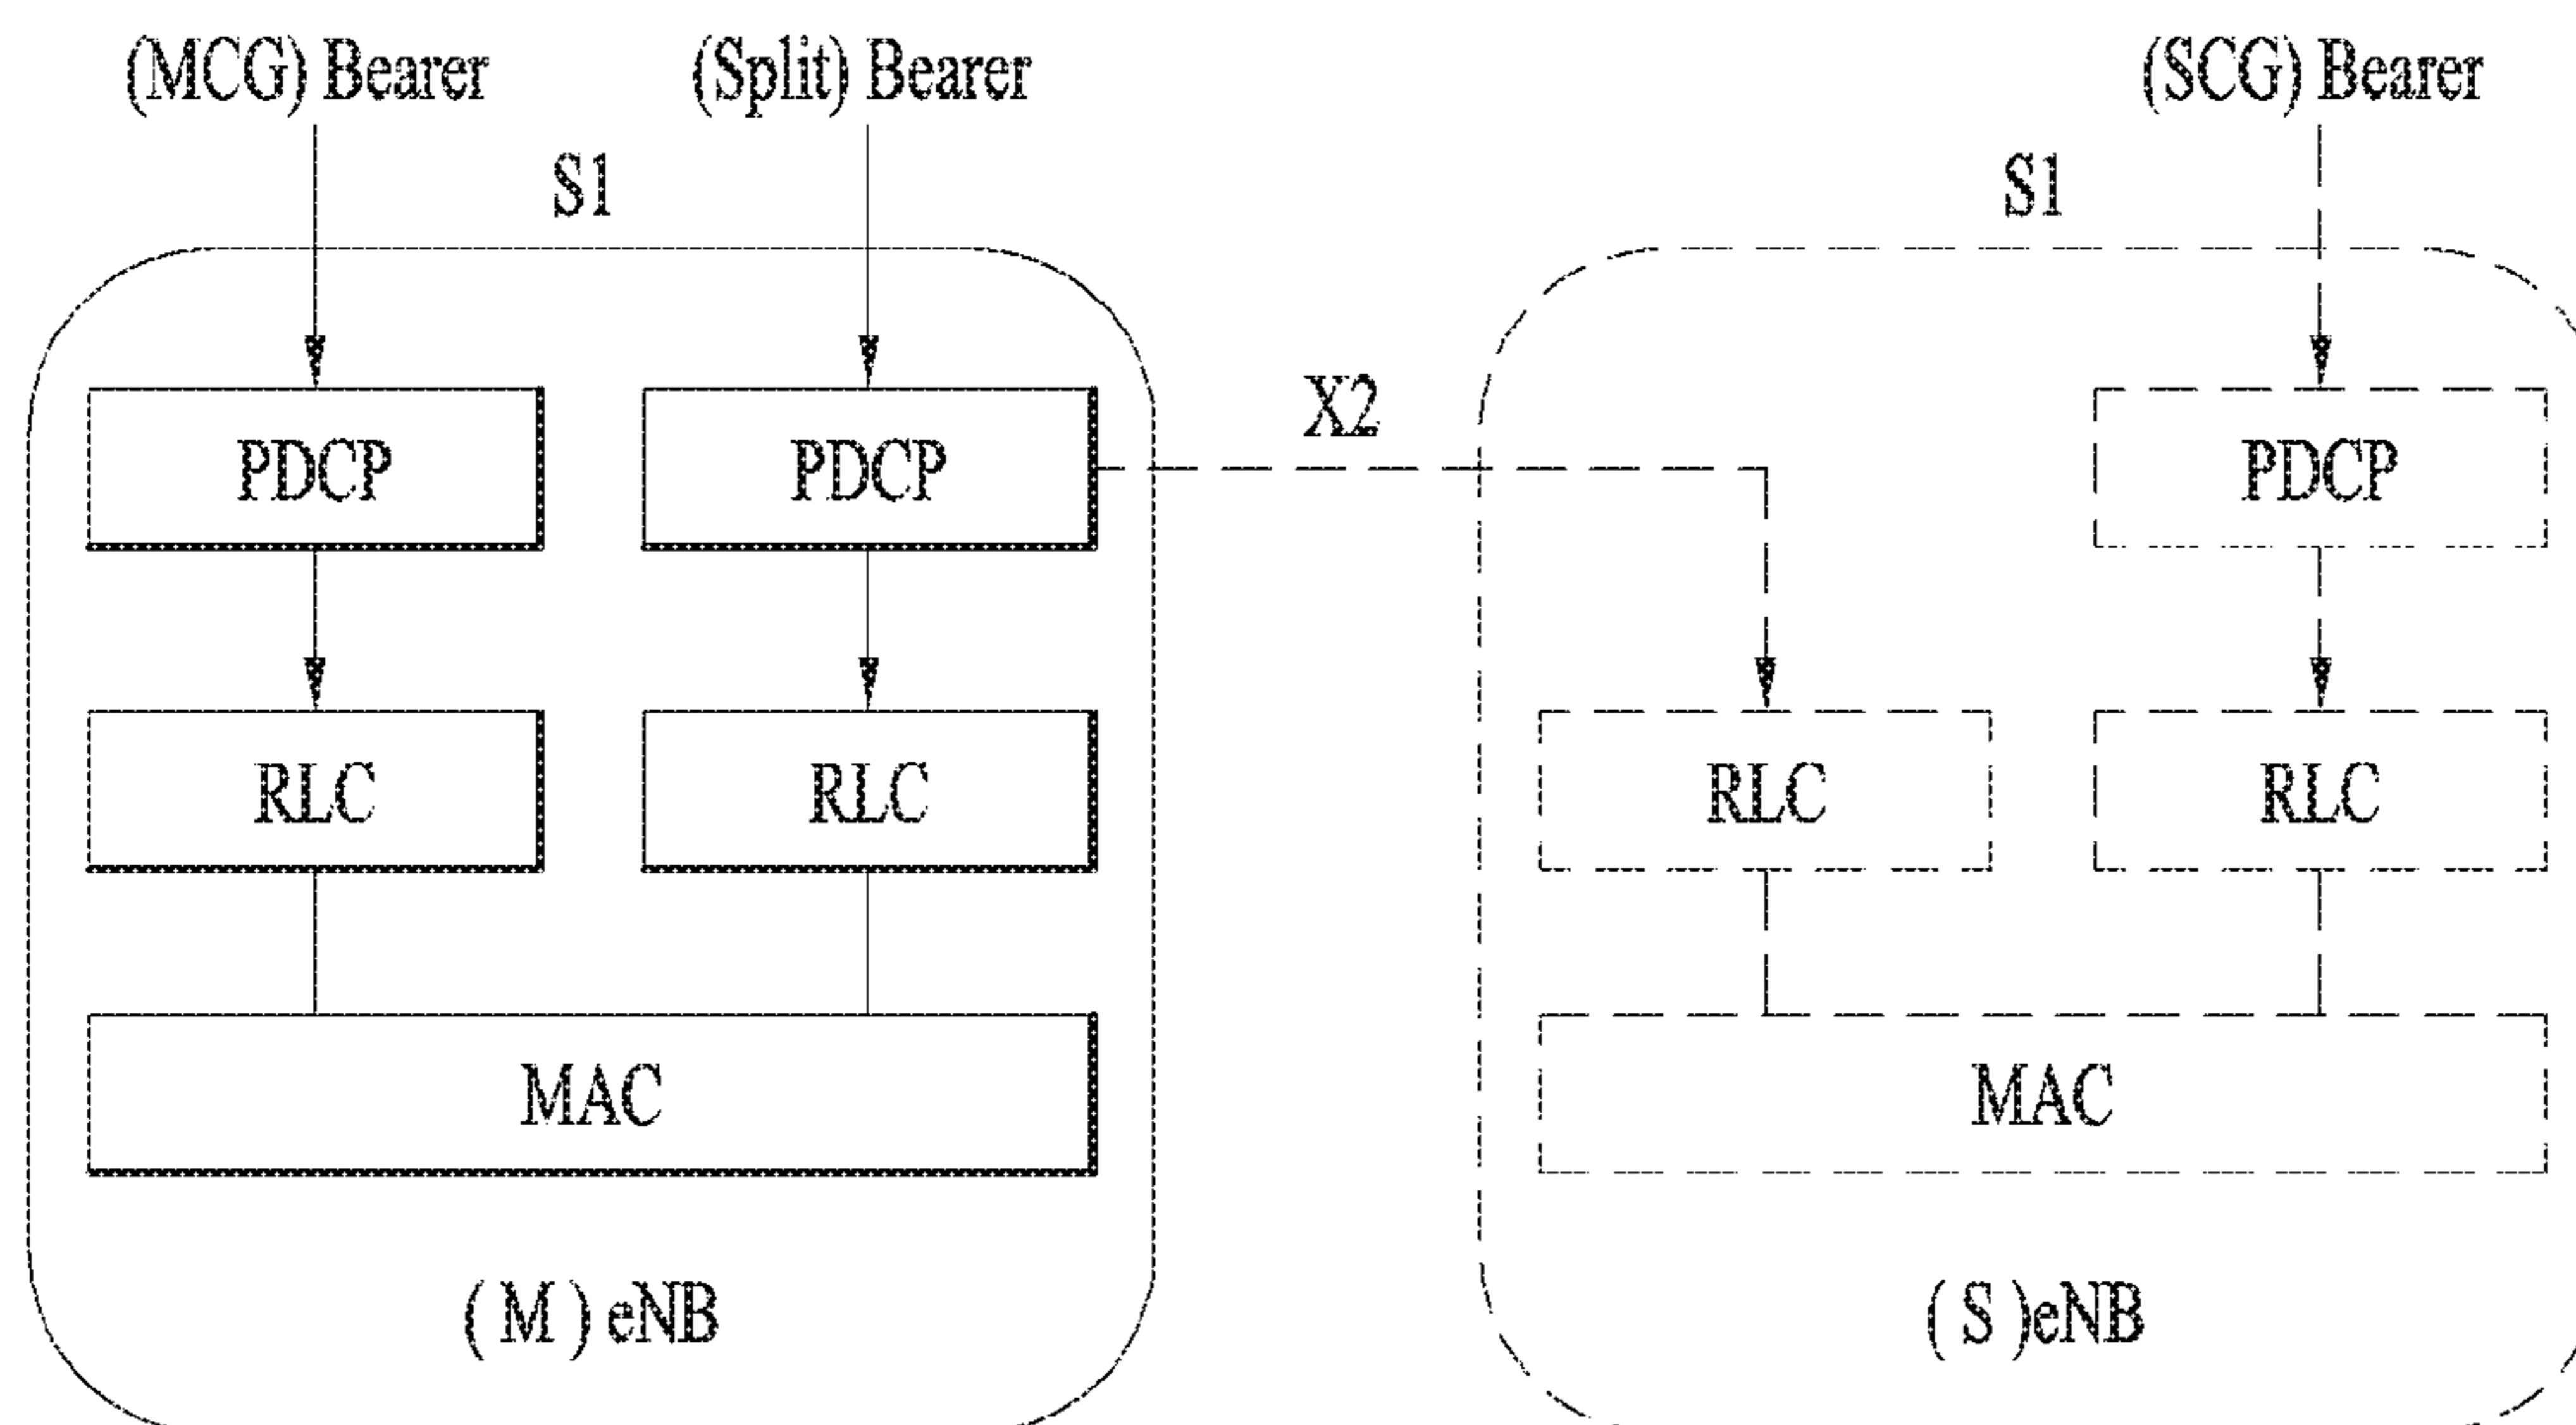 (MCG) Bearer
(Split) Bearer
(SCG) Bearer
S1
S1
X2
PDCP
PDCP
PDCP
RLC
RLC
RLC
RLC
MAC
MAC
( M ) eNB
( S )eNB